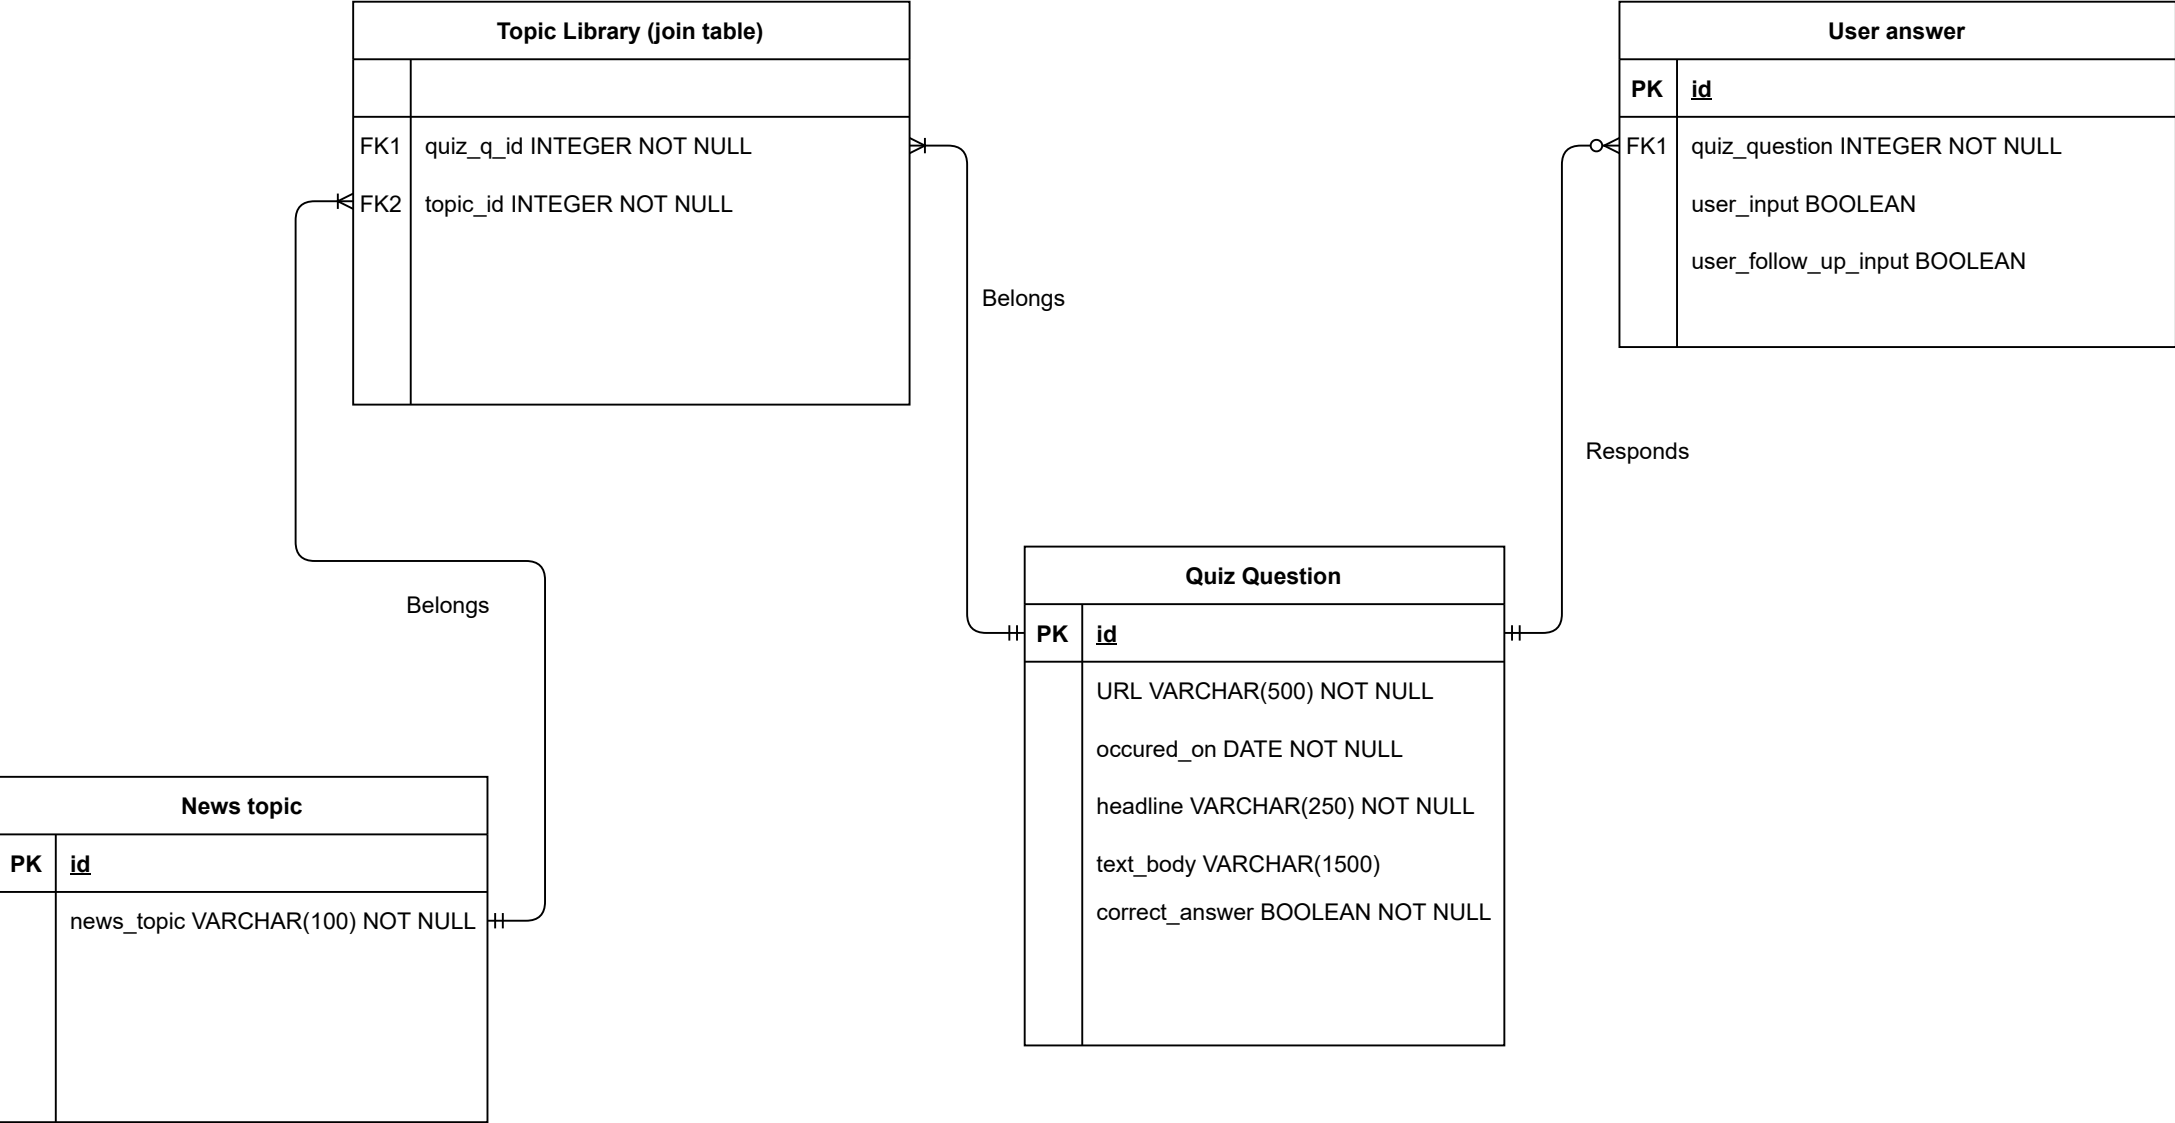 Topic Library (join table)
FK1 quiz_q_id INTEGER NOT NULL
FK2 topic_id INTEGER NOT NULL
User answer
PK id
FK1 quiz_question INTEGER NOT NULL
user_input BOOLEAN
user_follow_up_input BOOLEAN
Belongs
Responds
Belongs
Quiz Question
PK id
URL VARCHAR(500) NOT NULL
occured_on DATE NOT NULL
headline VARCHAR(250) NOT NULL
text_body VARCHAR(1500)
correct_answer BOOLEAN NOT NULL
News topic
PK id
news_topic VARCHAR(100) NOT NULL